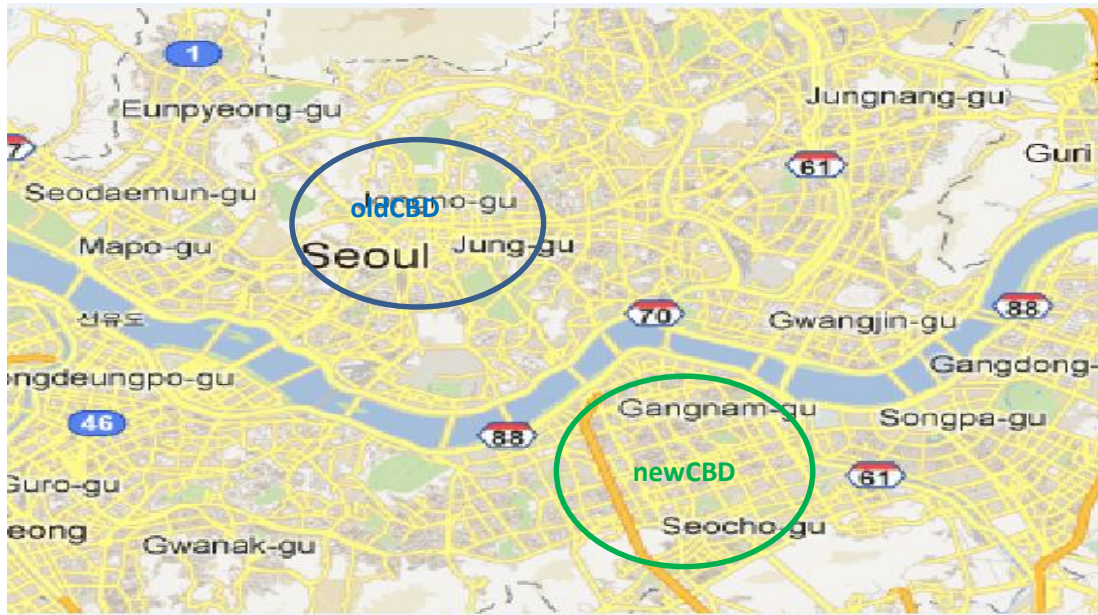 1
Eunpyeong-gu
Jungnang-gu
7
61
Guri
Seodaemun-gu
oldCBD
Mapo-gu
Seoul
Jung-gu
선유도
70
88
Gwangjin-gu
Gangdong-
ngdeungpo-gu
46
88
Gangnam-gu
Songpa-gu
newCBD
61
Guro-gu
Seocho-gu
eong
Gwanak-gu